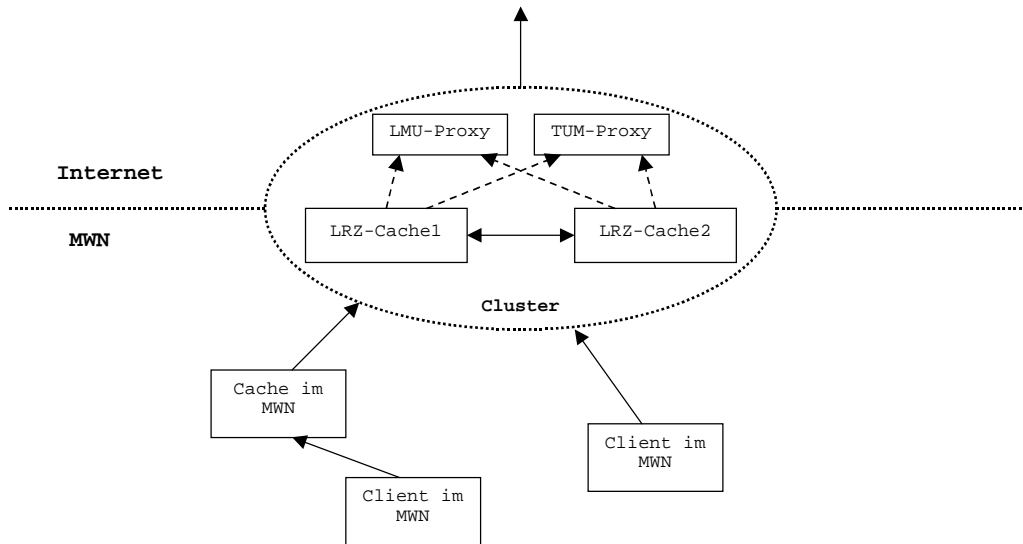 LMU-Proxy
TUM-Proxy
Internet
LRZ-Cache1
LRZ-Cache2
MWN
Cluster
Cache im
MWN
Client im
MWN
Client im
MWN